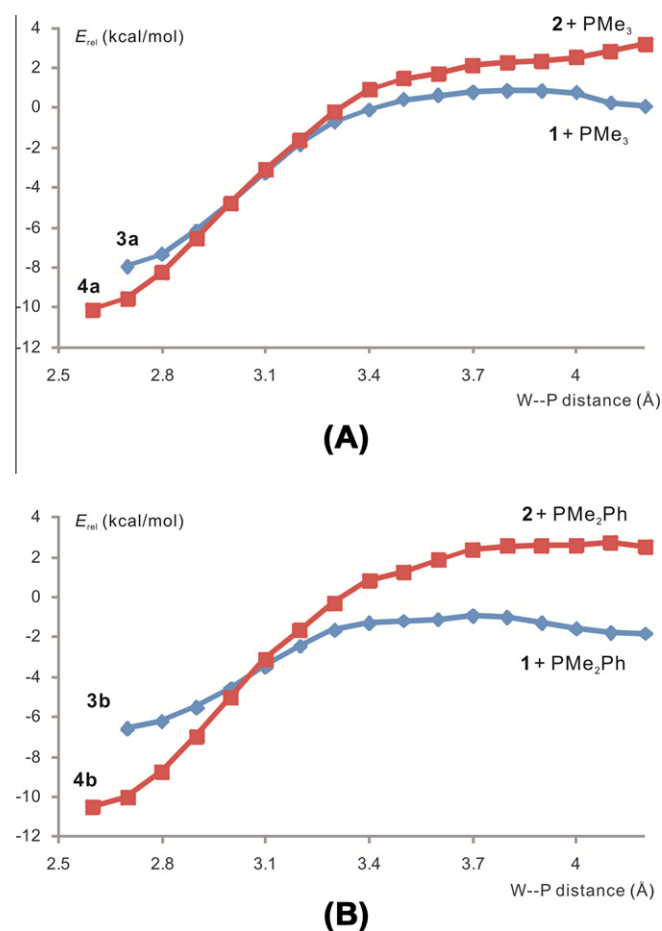 E_rel (kcal/mol)
4
2
0
-2
-4
-6
-8
-10
-12
2 + PMe₃
1 + PMe₃
3a
4a
2.5 2.8 3.1 3.4 3.7 4
W--P distance (Å)
(A)
E_rel (kcal/mol)
4
2
0
-2
-4
-6
-8
-10
-12
2 + PMe₂Ph
1 + PMe₂Ph
3b
4b
2.5 2.8 3.1 3.4 3.7 4
W--P distance (Å)
(B)